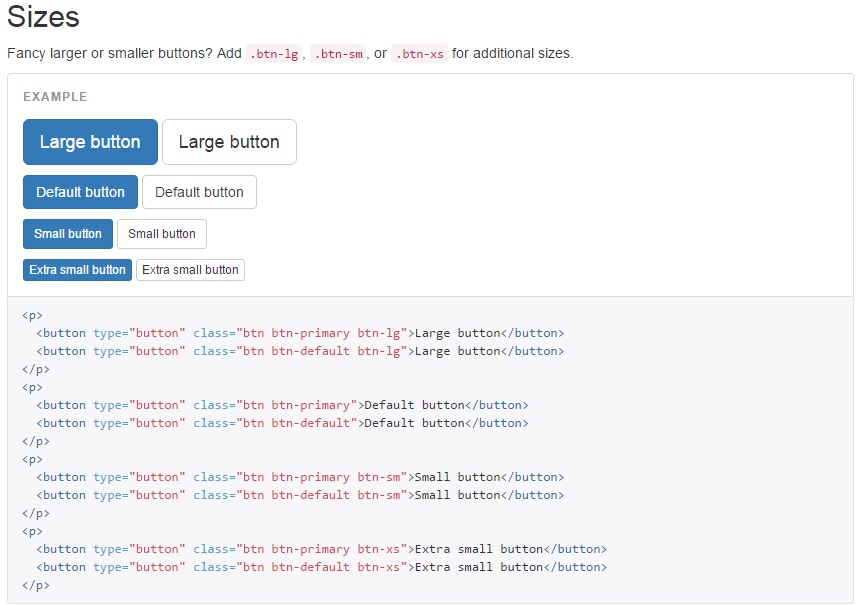 Sizes
Fancy larger or smaller buttons? Add .btn-lg, .btn-sm, or .btn-xs for additional sizes.
EXAMPLE
Large button Large button
Default button Default button
Small button Small button
Extra small button Extra small button
<p>
  <button type="button" class="btn btn-primary btn-lg">Large button</button>
  <button type="button" class="btn btn-default btn-lg">Large button</button>
</p>
<p>
  <button type="button" class="btn btn-primary">Default button</button>
  <button type="button" class="btn btn-default">Default button</button>
</p>
<p>
  <button type="button" class="btn btn-primary btn-sm">Small button</button>
  <button type="button" class="btn btn-default btn-sm">Small button</button>
</p>
<p>
  <button type="button" class="btn btn-primary btn-xs">Extra small button</button>
  <button type="button" class="btn btn-default btn-xs">Extra small button</button>
</p>